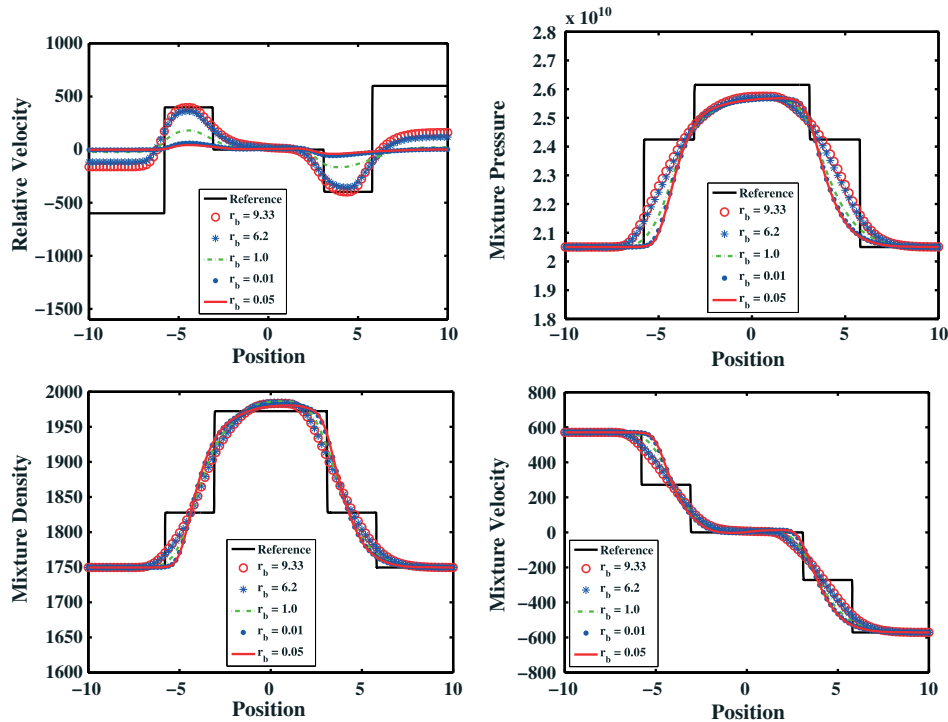 Relative Velocity
1000
500
0
−500
−1000
−1500
−10
−5
0
5
10
Position
Reference
r_b = 9.33
r_b = 6.2
r_b = 1.0
r_b = 0.01
r_b = 0.05
x 10^10
Mixture Pressure
2.8
2.7
2.6
2.5
2.4
2.3
2.2
2.1
2
1.9
1.8
−10
−5
0
5
10
Position
Reference
r_b = 9.33
r_b = 6.2
r_b = 1.0
r_b = 0.01
r_b = 0.05
Mixture Density
2000
1950
1900
1850
1800
1750
1700
1650
1600
−10
−5
0
5
10
Position
Reference
r_b = 9.33
r_b = 6.2
r_b = 1.0
r_b = 0.01
r_b = 0.05
Mixture Velocity
800
600
400
200
0
−200
−400
−600
−800
−10
−5
0
5
10
Position
Reference
r_b = 9.33
r_b = 6.2
r_b = 1.0
r_b = 0.01
r_b = 0.05